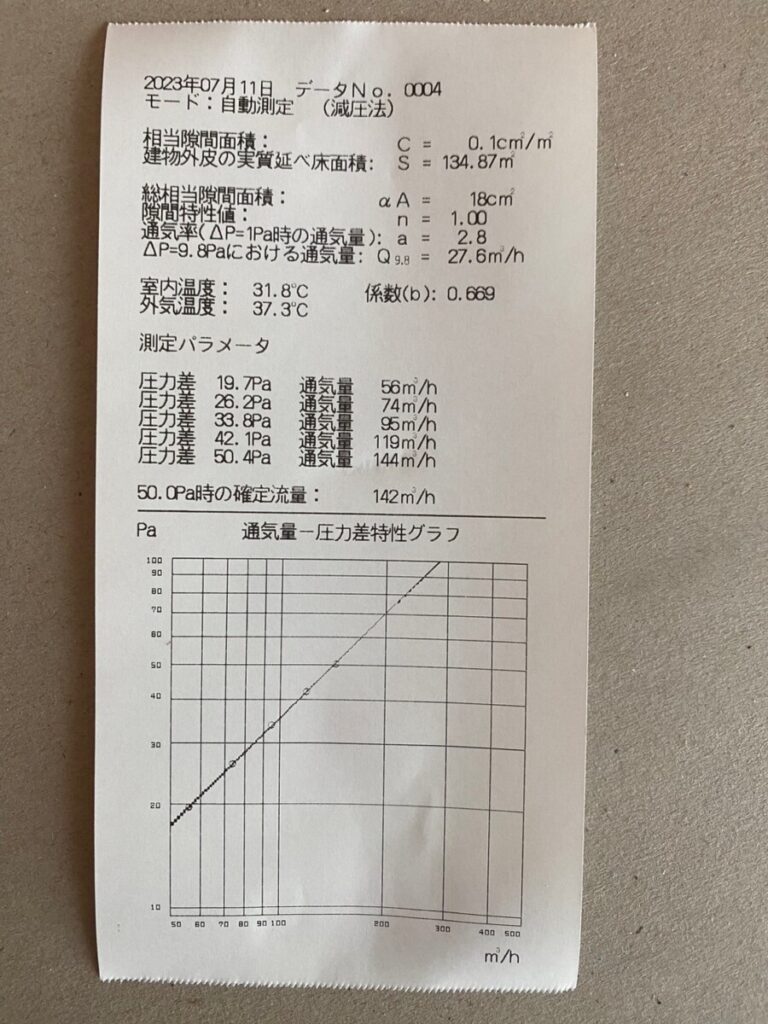 2023年07月11日　データNo. 0004
モード：自動測定　（減圧法）
相当隙間面積：　C = 0.1cm²/m²
建物外皮の実質延べ床面積：　S = 134.87m²
総相当隙間面積：　αA = 18cm²
隙間特性値：　n = 1.00
通気率(ΔP=1Pa時の通気量)：　a = 2.8
ΔP=9.8Paにおける通気量：　Q9.8 = 27.6m³/h
室内温度：　31.8℃　係数(b)：0.669
外気温度：　37.3℃
測定パラメータ
圧力差　19.7Pa　通気量　56m³/h
圧力差　26.2Pa　通気量　74m³/h
圧力差　33.8Pa　通気量　95m³/h
圧力差　42.1Pa　通気量　119m³/h
圧力差　50.4Pa　通気量　144m³/h
50.0Pa時の確定流量：　142m³/h
Pa　通気量－圧力差特性グラフ
100
90
80
70
60
50
40
30
20
10
50 60 70 80 90 100 200 300 400 500
m³/h